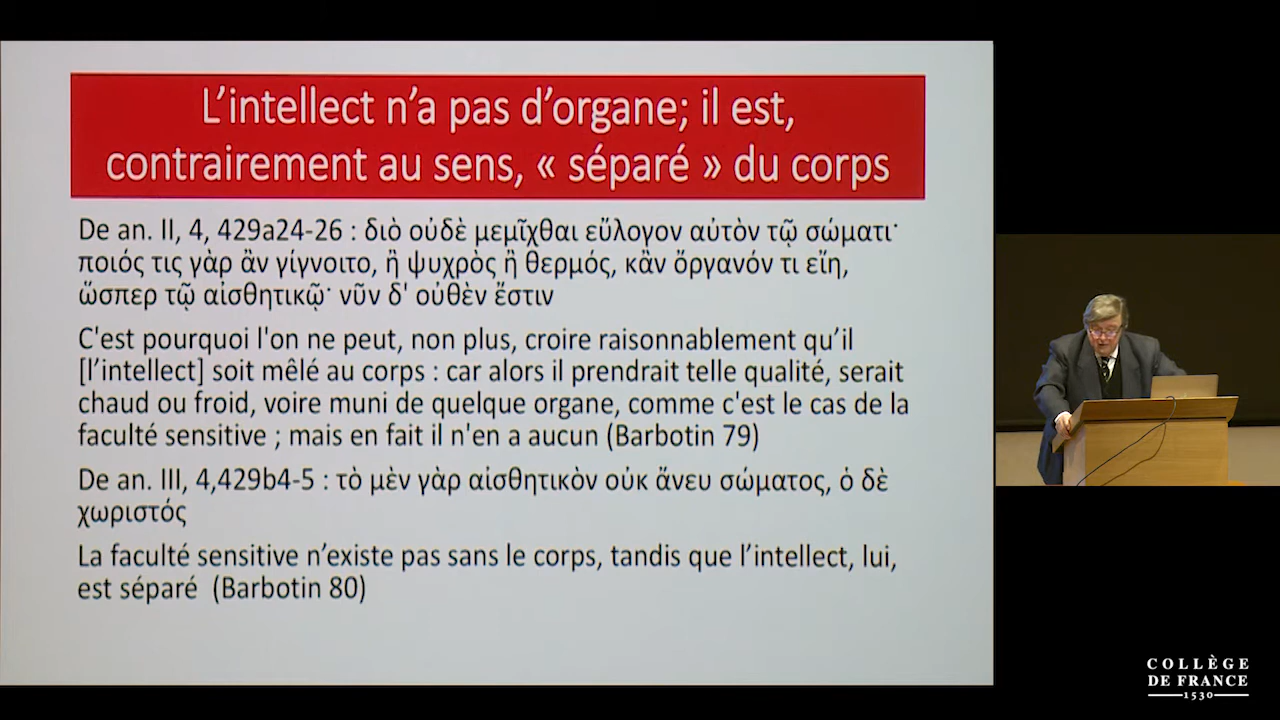 L'intellect n'a pas d'organe; il est,
contrairement au sens, « séparé » du corps
De an. II, 4, 429a24-26 : διὸ οὐδὲ μεμῖχθαι εὔλογον αὐτὸν τῷ σώματι·
ποιός τις γὰρ ἂν γίγνοιτο, ἢ ψυχρὸς ἢ θερμός, κἂν ὄργανόν τι εἴη,
ὥσπερ τῷ αἰσθητικῷ· νῦν δ' οὐθὲν ἔστιν
C'est pourquoi l'on ne peut, non plus, croire raisonnablement qu'il
[l'intellect] soit mêlé au corps : car alors il prendrait telle qualité, serait
chaud ou froid, voire muni de quelque organe, comme c'est le cas de la
faculté sensitive ; mais en fait il n'en a aucun (Barbotin 79)
De an. III, 4,429b4-5 : τὸ μὲν γὰρ αἰσθητικὸν οὐκ ἄνευ σώματος, ὁ δὲ
χωριστός
La faculté sensitive n'existe pas sans le corps, tandis que l'intellect, lui,
est séparé (Barbotin 80)
COLLÈGE
DE FRANCE
1530